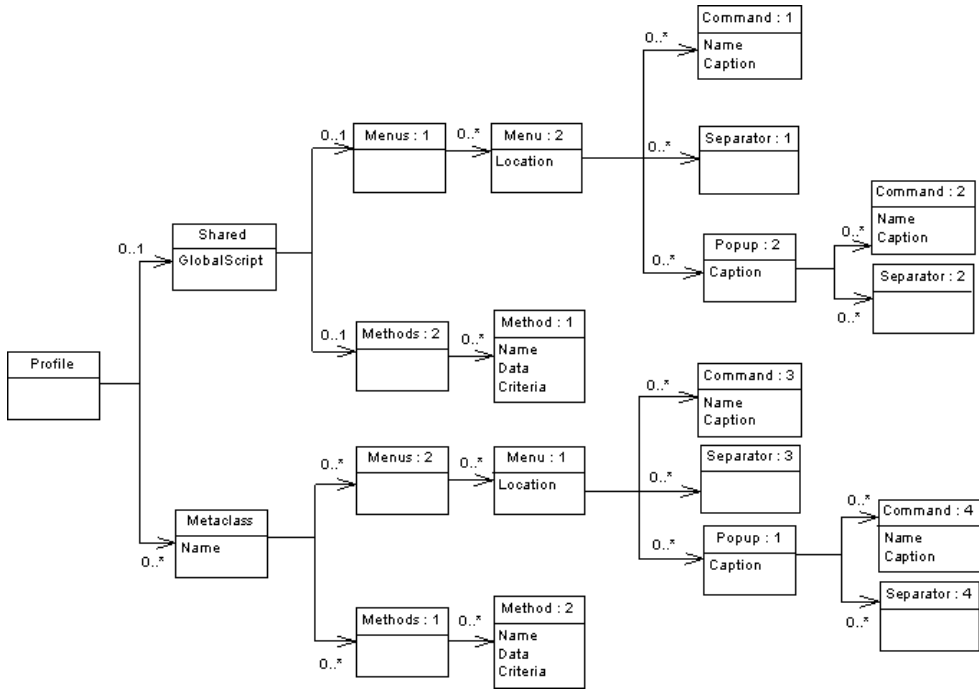 Command : 1
Name
Caption
0..*
Menus : 1
0..1
Menu : 2
Location
0..*
Separator : 1
0..*
Popup : 2
Caption
0..*
Command : 2
Name
Caption
0..*
Separator : 2
0..*
Shared
GlobalScript
0..1
Methods : 2
0..1
Method : 1
Name
Data
Criteria
0..*
Profile
Command : 3
Name
Caption
0..*
Menus : 2
0..*
Menu : 1
Location
0..*
Separator : 3
0..*
Popup : 1
Caption
0..*
Command : 4
Name
Caption
0..*
Separator : 4
0..*
Metaclass
Name
0..*
Methods : 1
0..*
Method : 2
Name
Data
Criteria
0..*